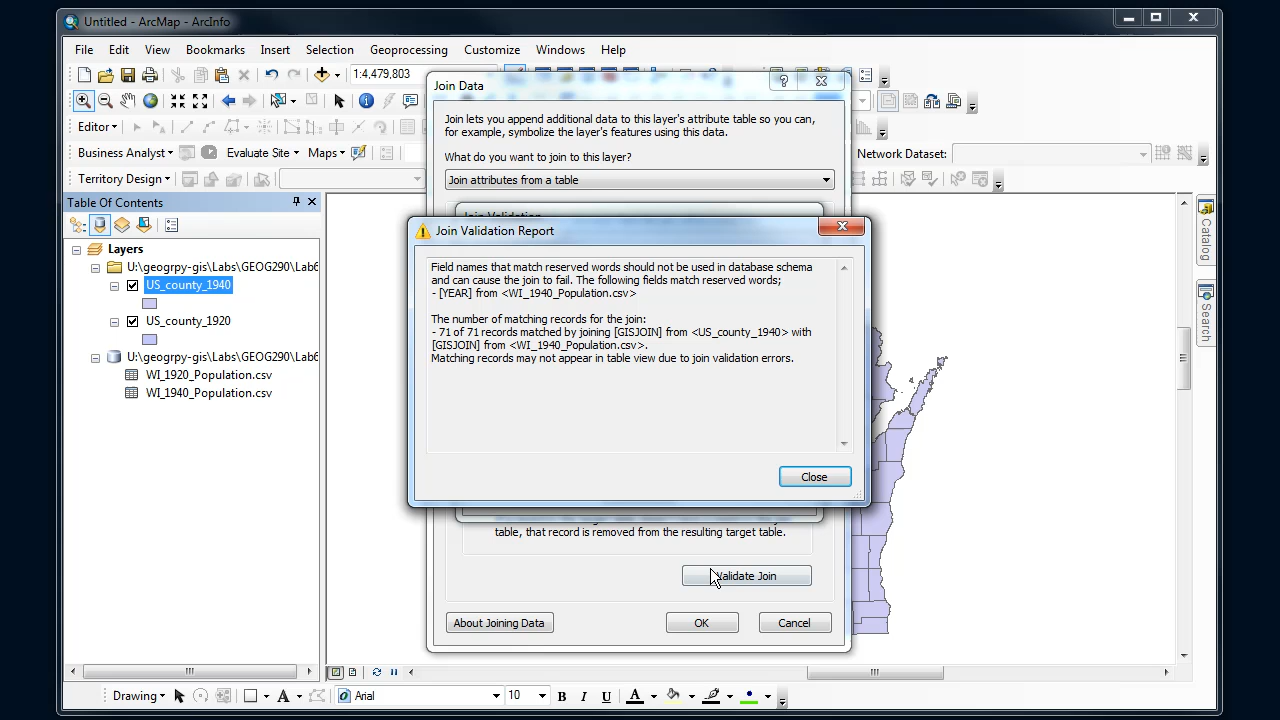 Untitled - ArcMap - ArcInfo
File Edit View Bookmarks Insert Selection Geoprocessing Customize Windows Help
1:4,479,803
Editor
Business Analyst Evaluate Site Maps
Network Dataset:
Territory Design
Table Of Contents
Layers
U:\geogrpy-gis\Labs\GEOG290\Lab6
US_county_1940
US_county_1920
U:\geogrpy-gis\Labs\GEOG290\Lab6
WI_1920_Population.csv
WI_1940_Population.csv
Join Data
Join lets you append additional data to this layer's attribute table so you can,
for example, symbolize the layer's features using this data.
What do you want to join to this layer?
Join attributes from a table
Join Validation
Join Validation Report
Field names that match reserved words should not be used in database schema
and can cause the join to fail. The following fields match reserved words;
- [YEAR] from <WI_1940_Population.csv>
The number of matching records for the join:
- 71 of 71 records matched by joining [GISJOIN] from <US_county_1940> with
[GISJOIN] from <WI_1940_Population.csv>.
Matching records may not appear in table view due to join validation errors.
Close
table, that record is removed from the resulting target table.
Validate Join
About Joining Data OK Cancel
Catalog
Search
Drawing Arial 10 B I U A